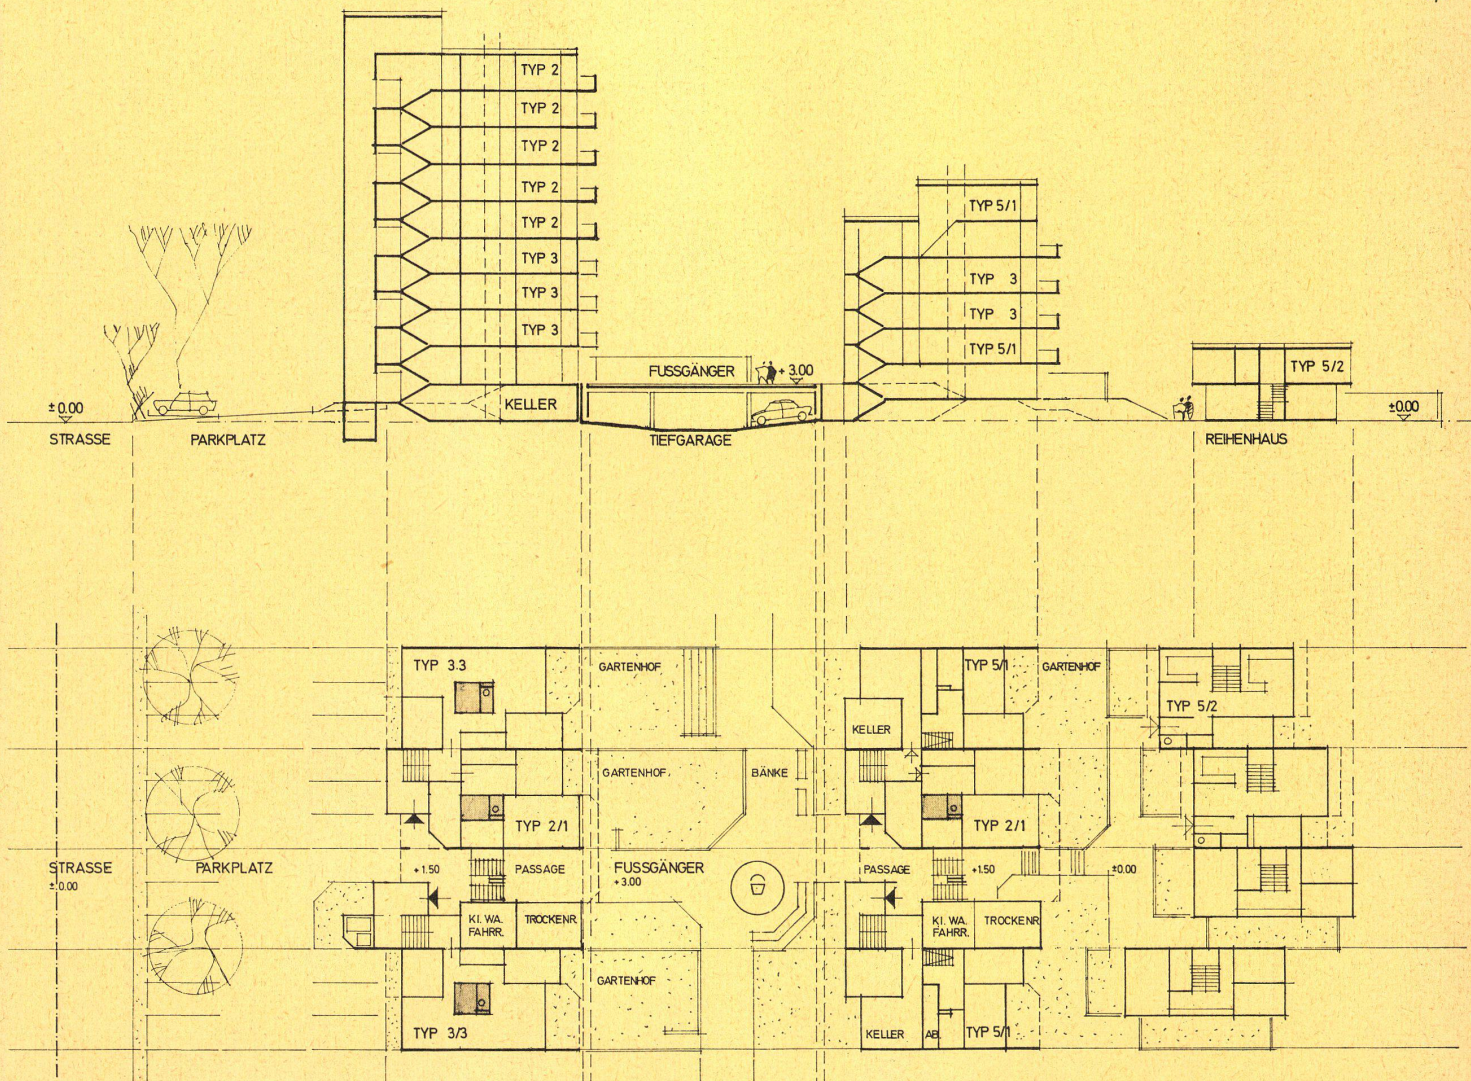 TYP 2
TYP 2
TYP 2
TYP 2
TYP 2
TYP 3
TYP 3
TYP 3
KELLER
TYP 5/1
TYP 3
TYP 3
TYP 5/1
TYP 5/2
FUSSGÄNGER
+ 3.00
±0.00
±0.00
STRASSE
PARKPLATZ
TIEFGARAGE
REIHENHAUS
TYP 3.3
GARTENHOF
TYP 5/1
GARTENHOF
TYP 5/2
KELLER
GARTENHOF
BÄNKE
TYP 2/1
TYP 2/1
STRASSE
±0.00
PARKPLATZ
+1.50
PASSAGE
FUSSGÄNGER
+3.00
PASSAGE
+1.50
±0.00
KI. WA.
FAHRR.
TROCKENR.
KI. WA.
FAHRR.
TROCKENR
GARTENHOF
TYP 3/3
KELLER
AB.
TYP 5/1